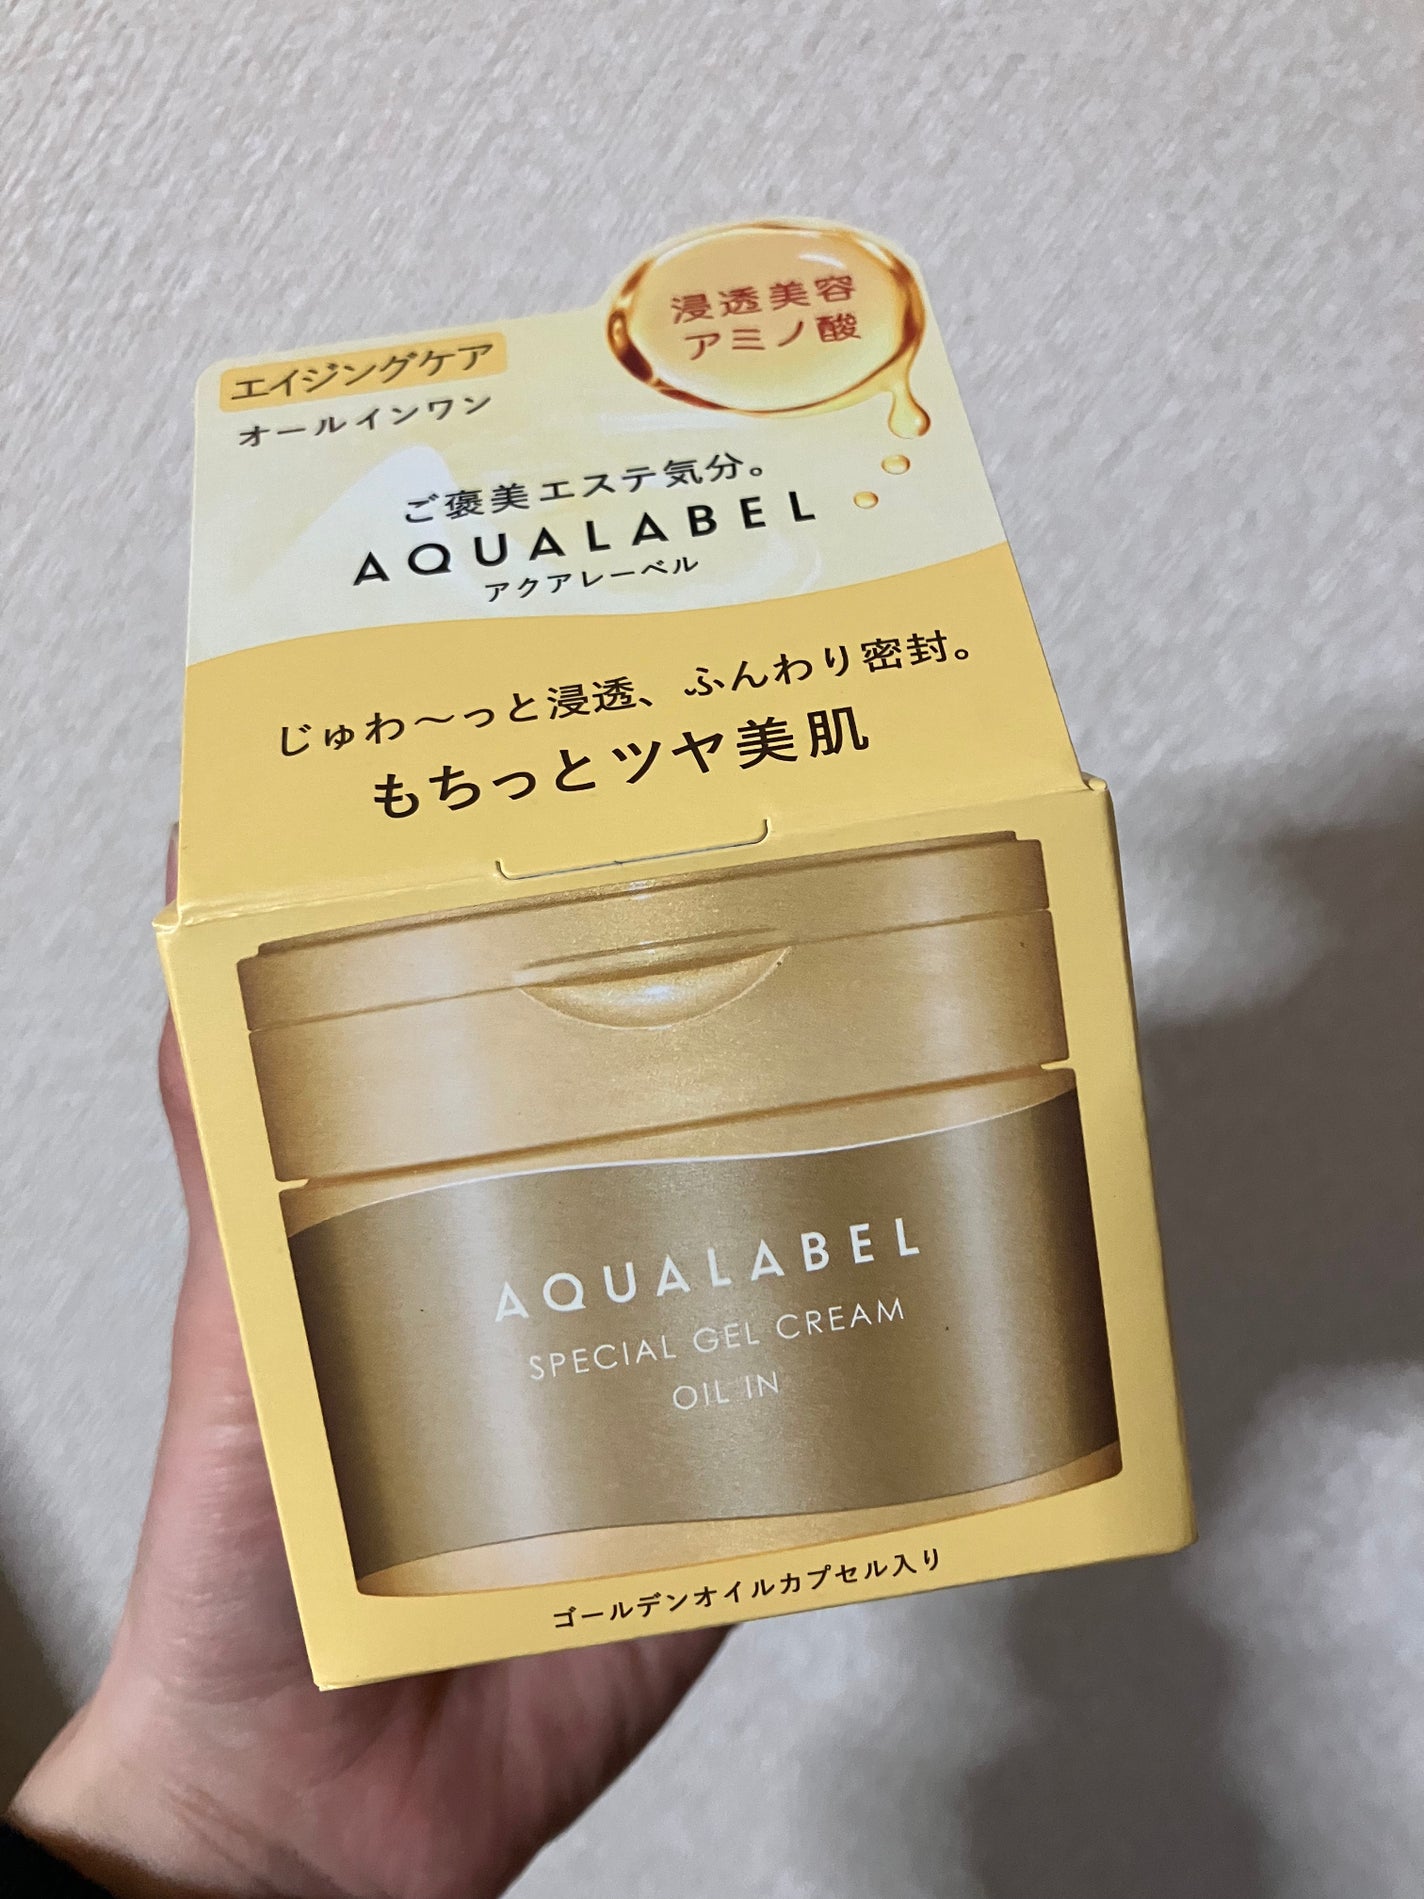 浸透美容
アミノ酸
エイジングケア
オールインワン
ご褒美エステ気分。
AQUALABEL
アクアレーベル
じゅわ～っと浸透、ふんわり密封。
もちっとツヤ美肌
AQUALABEL
SPECIAL GEL CREAM
OIL IN
ゴールデンオイルカプセル入り